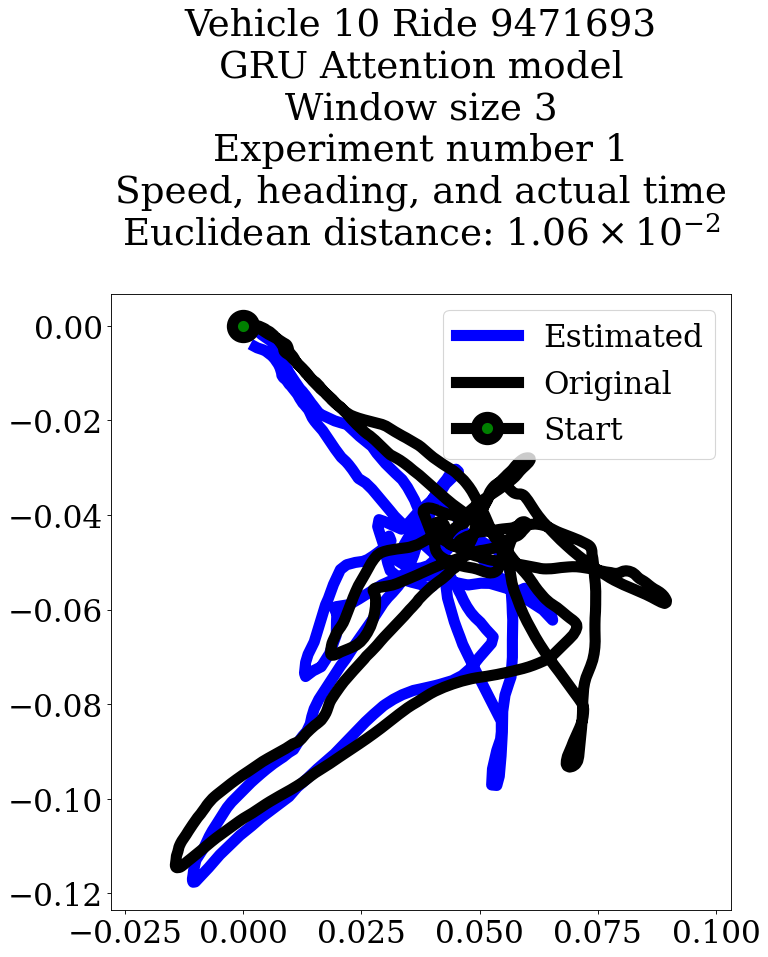 Vehicle 10 Ride 9471693
GRU Attention model
Window size 3
Experiment number 1
Speed, heading, and actual time
Euclidean distance: 1.06 × 10⁻²
Estimated
Original
Start
0.00
−0.02
−0.04
−0.06
−0.08
−0.10
−0.12
−0.025 0.000 0.025 0.050 0.075 0.100